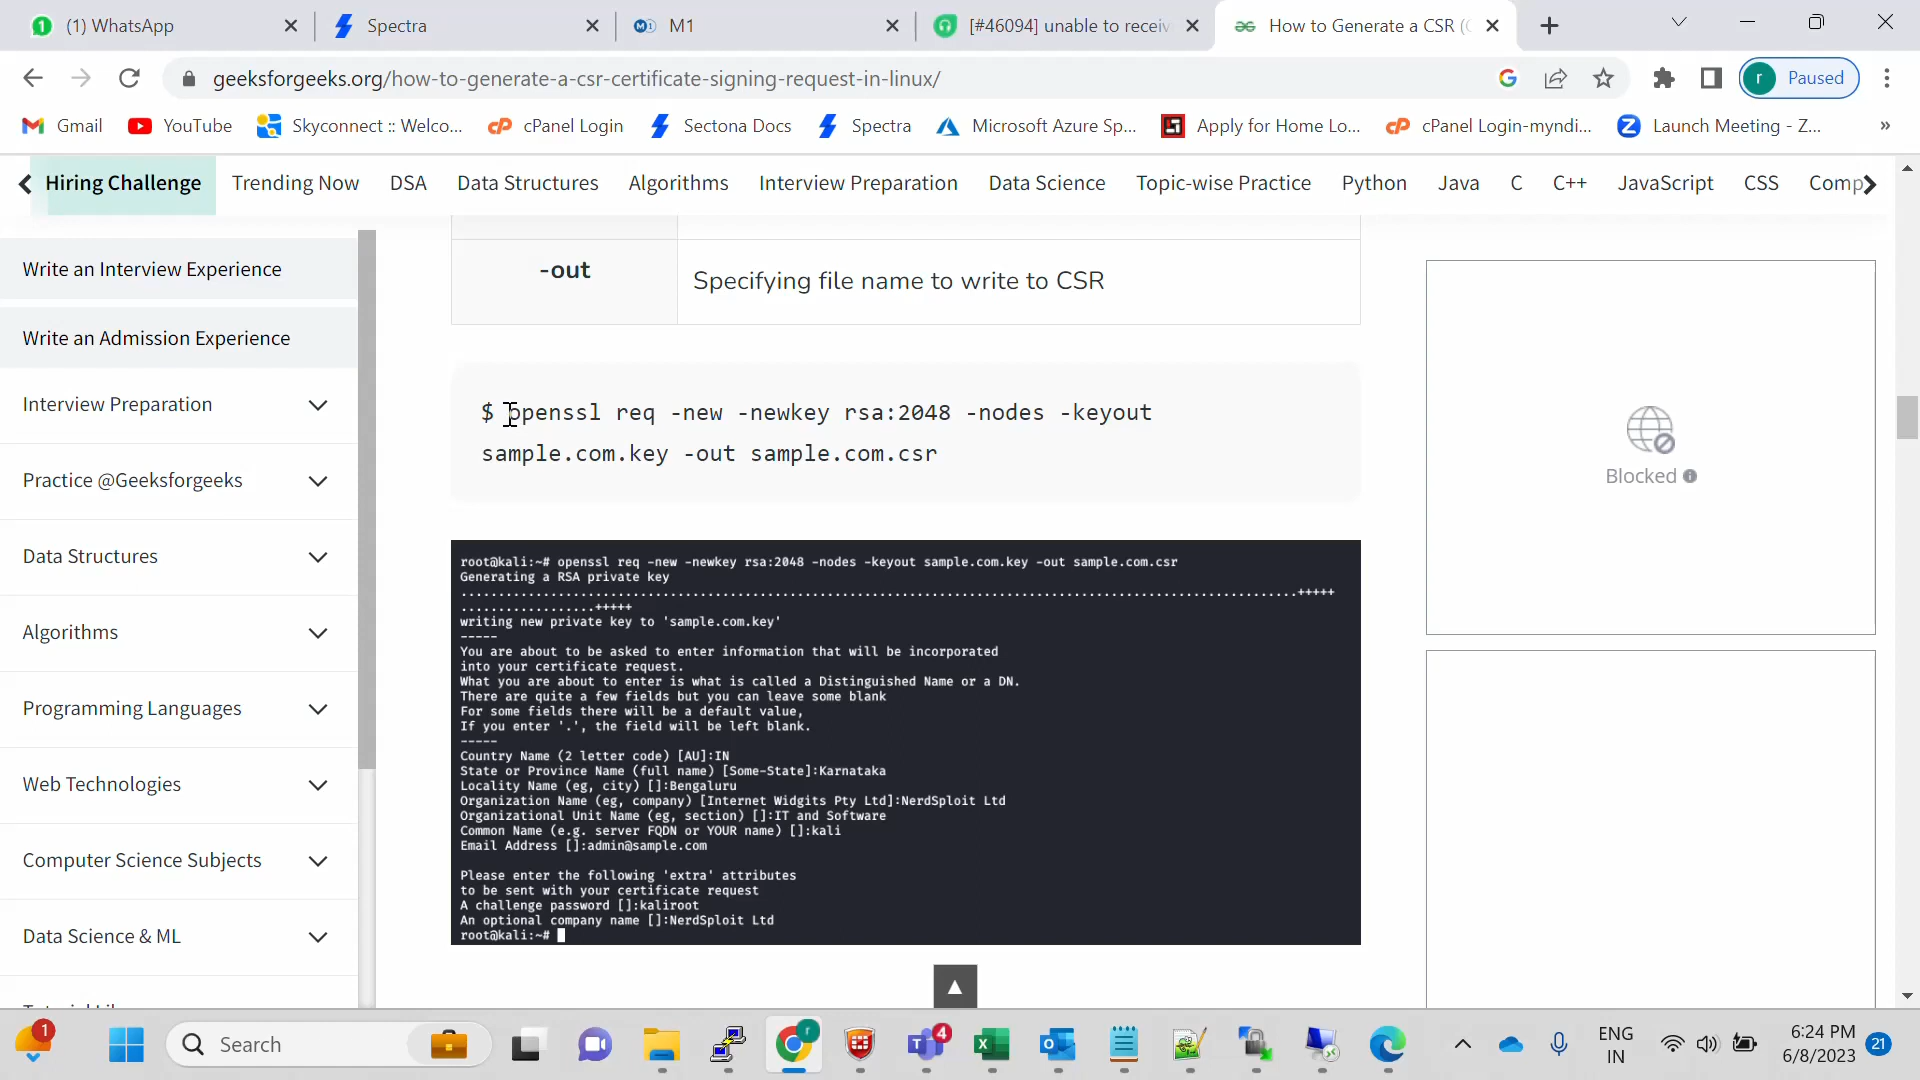 (1) WhatsApp
Spectra
M1
[#46094] unable to receiv
How to Generate a CSR (
geeksforgeeks.org/how-to-generate-a-csr-certificate-signing-request-in-linux/
r Paused
Gmail
YouTube
Skyconnect :: Welco...
cPanel Login
Sectona Docs
Spectra
Microsoft Azure Sp...
Apply for Home Lo...
cPanel Login-myndi...
Launch Meeting - Z...
»
Hiring Challenge
Trending Now
DSA
Data Structures
Algorithms
Interview Preparation
Data Science
Topic-wise Practice
Python
Java
C
C++
JavaScript
CSS
Comp
Write an Interview Experience
Write an Admission Experience
Interview Preparation
Practice @Geeksforgeeks
Data Structures
Algorithms
Programming Languages
Web Technologies
Computer Science Subjects
Data Science & ML
-out
Specifying file name to write to CSR
$ openssl req -new -newkey rsa:2048 -nodes -keyout
sample.com.key -out sample.com.csr
root@kali:~# openssl req -new -newkey rsa:2048 -nodes -keyout sample.com.key -out sample.com.csr
Generating a RSA private key
........................................................................................................................+++++
..................+++++
writing new private key to 'sample.com.key'
-----
You are about to be asked to enter information that will be incorporated
into your certificate request.
What you are about to enter is what is called a Distinguished Name or a DN.
There are quite a few fields but you can leave some blank
For some fields there will be a default value,
If you enter '.', the field will be left blank.
-----
Country Name (2 letter code) [AU]:IN
State or Province Name (full name) [Some-State]:Karnataka
Locality Name (eg, city) []:Bengaluru
Organization Name (eg, company) [Internet Widgits Pty Ltd]:NerdSploit Ltd
Organizational Unit Name (eg, section) []:IT and Software
Common Name (e.g. server FQDN or YOUR name) []:kali
Email Address []:admin@sample.com
Please enter the following 'extra' attributes
to be sent with your certificate request
A challenge password []:kaliroot
An optional company name []:NerdSploit Ltd
root@kali:~#
Blocked
1
Search
4
ENG
IN
6:24 PM
6/8/2023
21